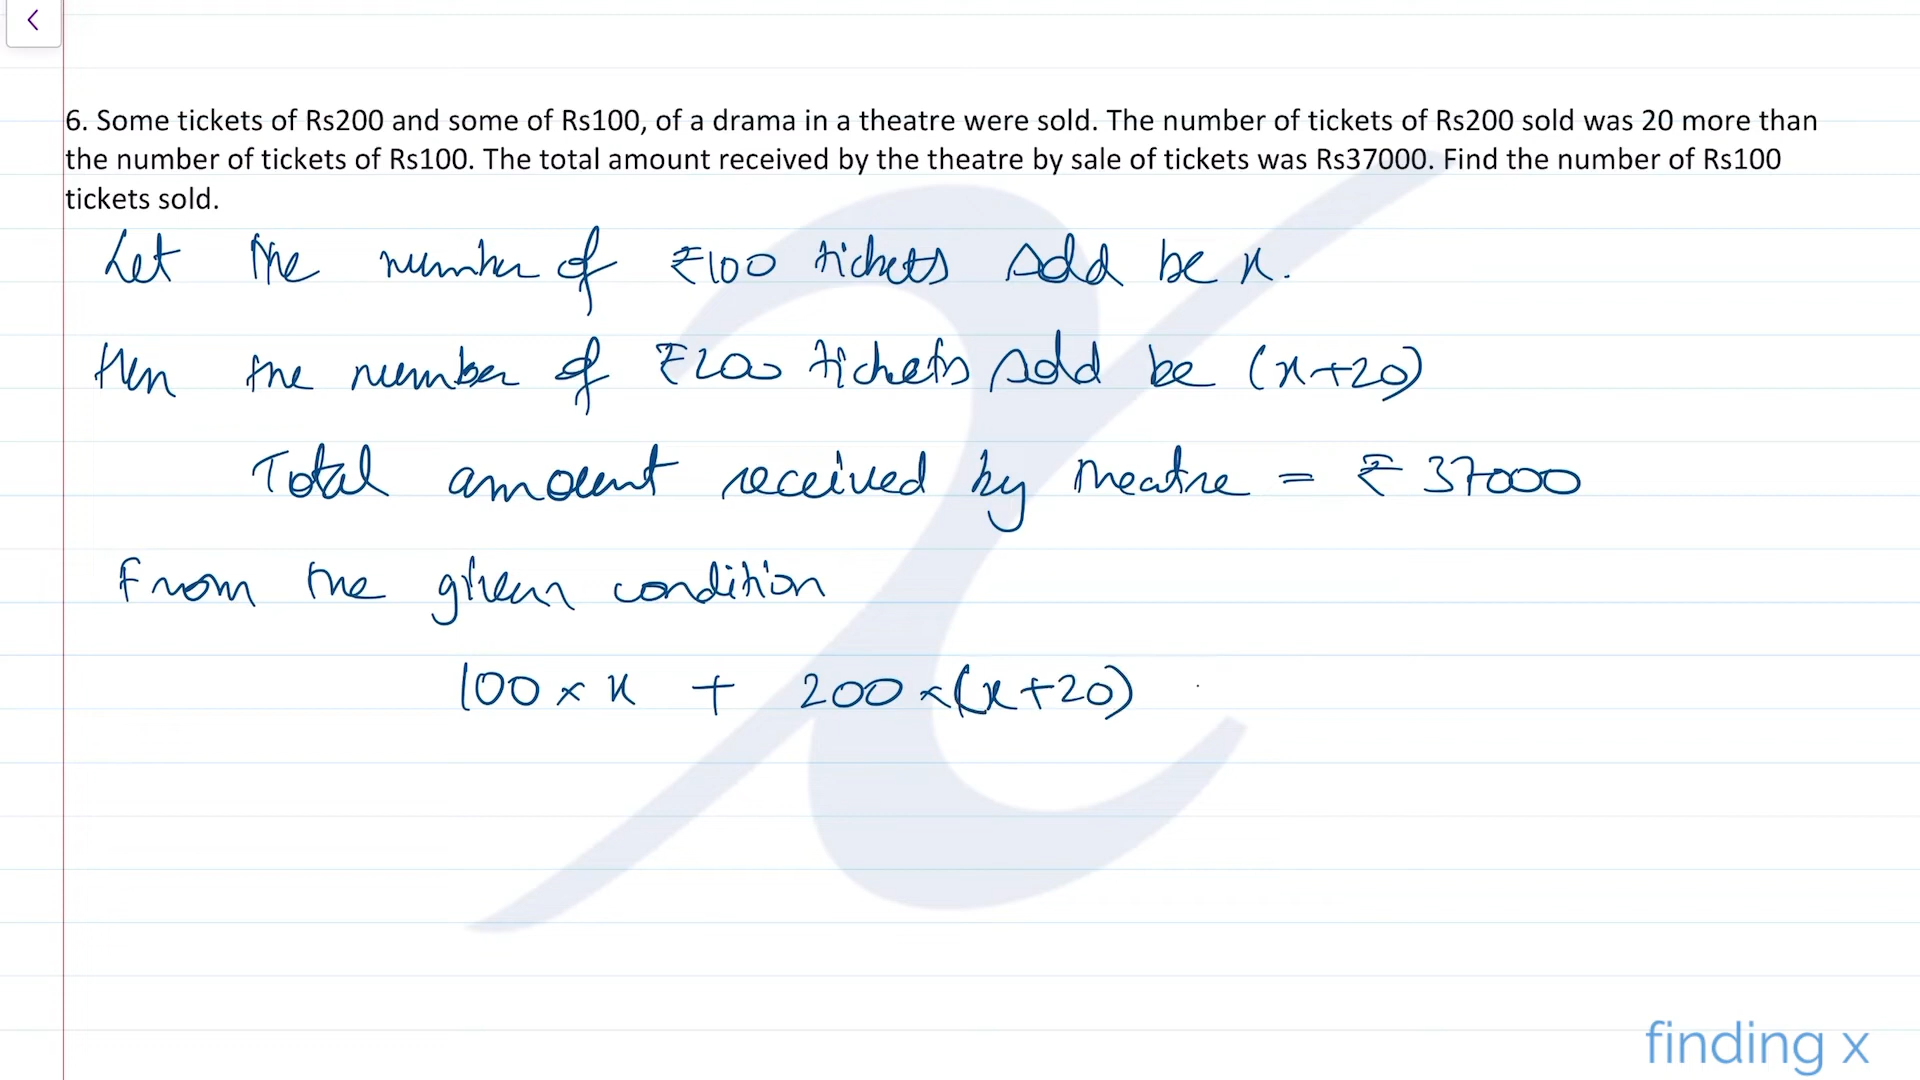 6. Some tickets of Rs200 and some of Rs100, of a drama in a theatre were sold. The number of tickets of Rs200 sold was 20 more than
the number of tickets of Rs100. The total amount received by the theatre by sale of tickets was Rs37000. Find the number of Rs100
tickets sold.
Let the number of ₹100 tickets sold be x.
then the number of ₹200 tickets sold be (x+20)
Total amount received by theatre = ₹ 37000
From the given condition
100 × x + 200 × (x+20)
finding x